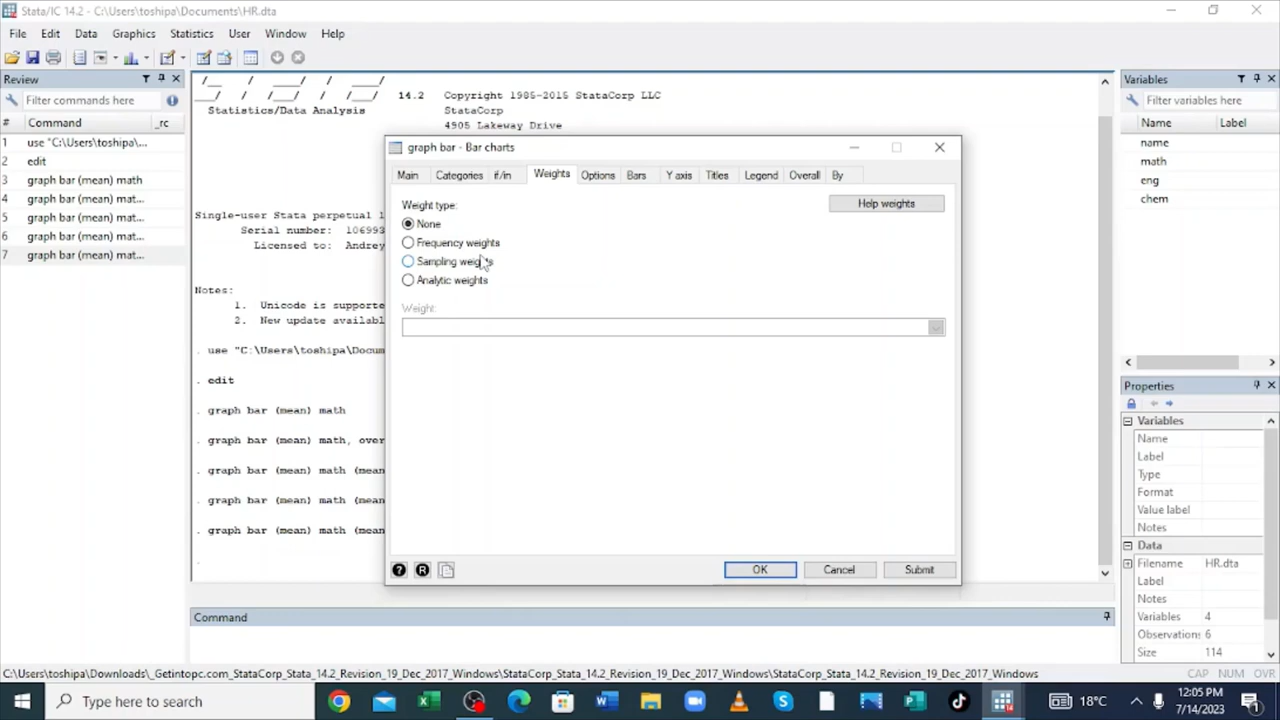 Stata/IC 14.2 - C:\Users\toshipa\Documents\HR.dta
File Edit Data Graphics Statistics User Window Help
Review
Filter commands here
# Command _rc
1 use "C:\Users\toshipa\...
2 edit
3 graph bar (mean) math
4 graph bar (mean) mat...
5 graph bar (mean) mat...
6 graph bar (mean) mat...
7 graph bar (mean) mat...
14.2 Copyright 1985-2015 StataCorp LLC
Statistics/Data Analysis StataCorp
4905 Lakeway Drive
Single-user Stata perpetual l
Serial number: 106993
Licensed to: Andrey
Notes:
1. Unicode is supporte
2. New update availabl
. use "C:\Users\toshipa\Docum
. edit
. graph bar (mean) math
. graph bar (mean) math, over
. graph bar (mean) math (mean
. graph bar (mean) math (mean
. graph bar (mean) math (mean
.
graph bar - Bar charts
Main Categories if/in Weights Options Bars Y axis Titles Legend Overall By
Weight type:
Help weights
None
Frequency weights
Sampling weights
Analytic weights
Weight:
OK Cancel Submit
Command
Variables
Filter variables here
Name Label
name
math
eng
chem
Properties
Variables
Name
Label
Type
Format
Value label
Notes
Data
Filename HR.dta
Label
Notes
Variables 4
Observations 6
Size 114
C:\Users\toshipa\Downloads\_Getintopc.com_StataCorp_Stata_14.2_Revision_19_Dec_2017_Windows\StataCorp_Stata_14.2_Revision_19_Dec_2017_Windows
CAP NUM OVR
Type here to search
18°C
12:05 PM
7/14/2023